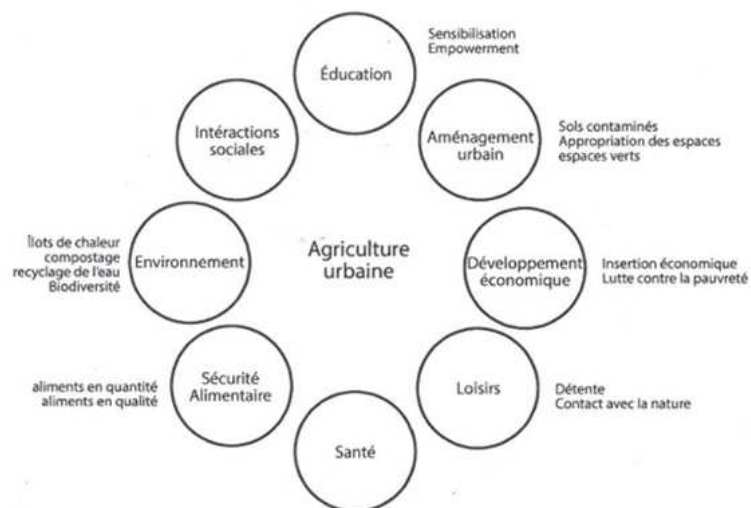 Éducation
Sensibilisation
Empowerment
Aménagement
urbain
Sols contaminés
Appropriation des espaces
espaces verts
Développement
économique
Insertion économique
Lutte contre la pauvreté
Loisirs
Détente
Contact avec la nature
Santé
Sécurité
Alimentaire
aliments en quantité
aliments en qualité
Environnement
Îlots de chaleur
compostage
recyclage de l'eau
Biodiversité
Intéractions
sociales
Agriculture
urbaine